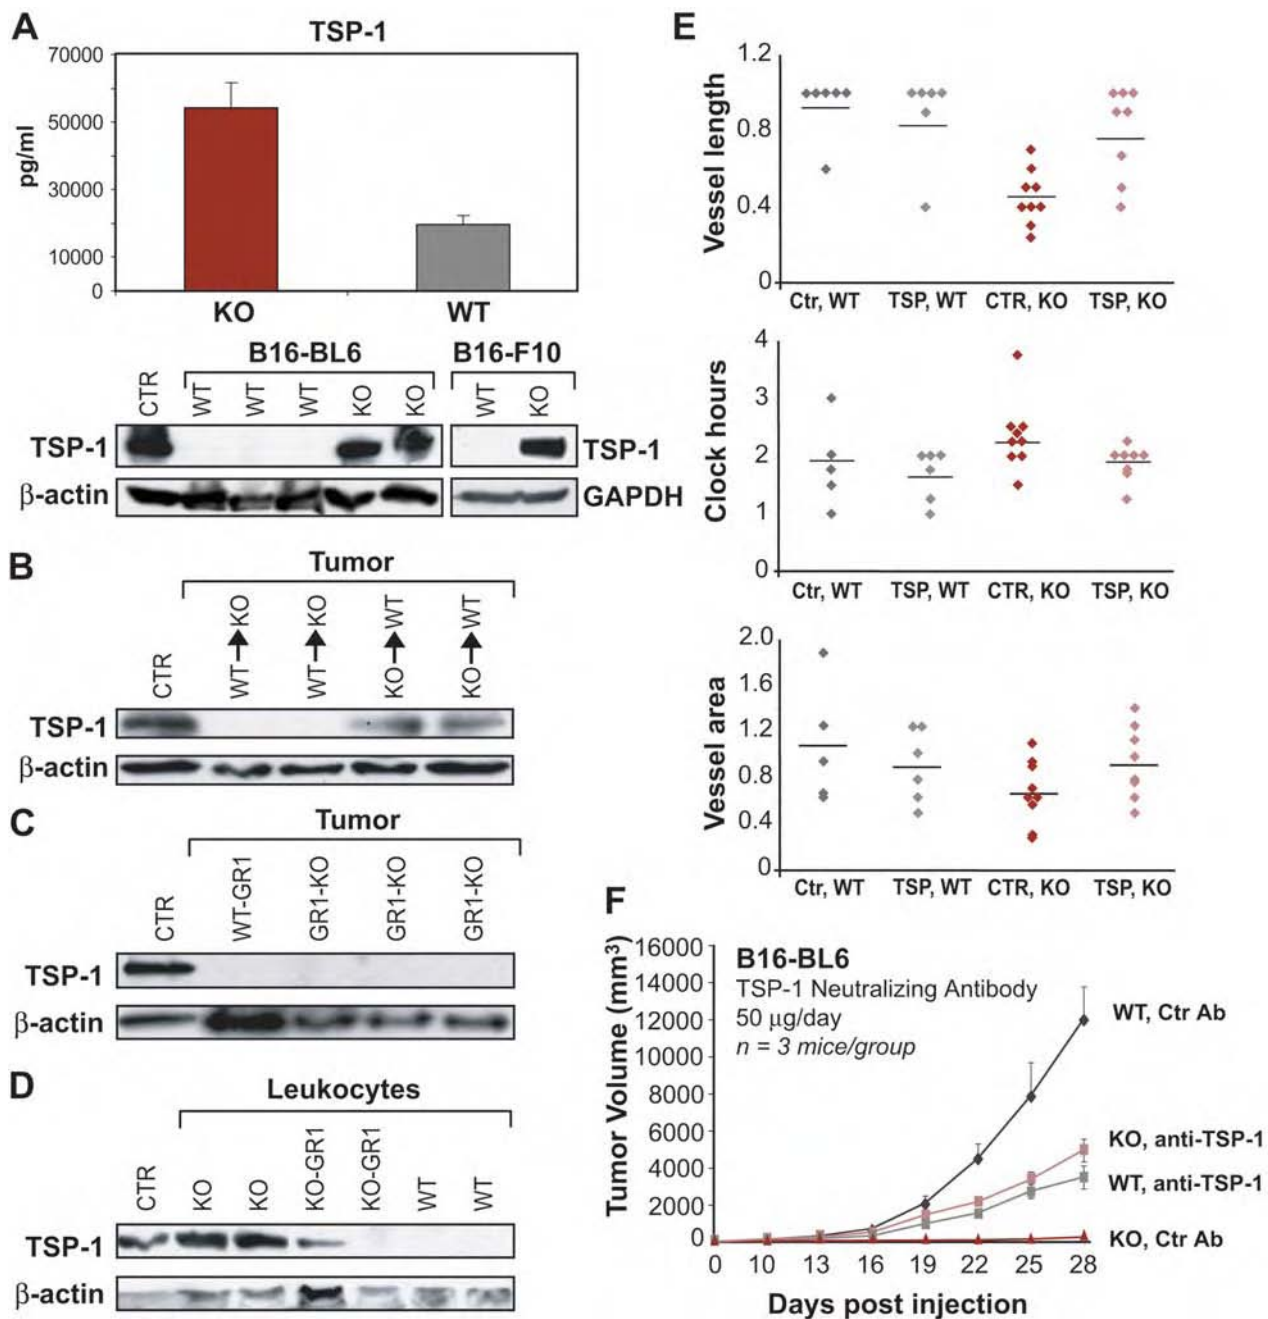 A
TSP-1
70000
50000
30000
10000
0
pg/ml
KO WT
B16-BL6 B16-F10
CTR WT WT WT KO KO WT KO
TSP-1 TSP-1
β-actin GAPDH
B
Tumor
CTR WT→KO WT→KO KO→WT KO→WT
TSP-1
β-actin
C
Tumor
CTR WT-GR1 GR1-KO GR1-KO GR1-KO
TSP-1
β-actin
D
Leukocytes
CTR KO KO KO-GR1 KO-GR1 WT WT
TSP-1
β-actin
E
Vessel length
1.2
0.8
0.4
0
Ctr, WT TSP, WT CTR, KO TSP, KO
Clock hours
4
3
2
1
0
Ctr, WT TSP, WT CTR, KO TSP, KO
Vessel area
2.0
1.6
1.2
0.8
0.4
0
Ctr, WT TSP, WT CTR, KO TSP, KO
F
Tumor Volume (mm³)
16000
14000
12000
10000
8000
6000
4000
2000
0
B16-BL6
TSP-1 Neutralizing Antibody
50 μg/day
n = 3 mice/group
WT, Ctr Ab
KO, anti-TSP-1
WT, anti-TSP-1
KO, Ctr Ab
0 10 13 16 19 22 25 28
Days post injection